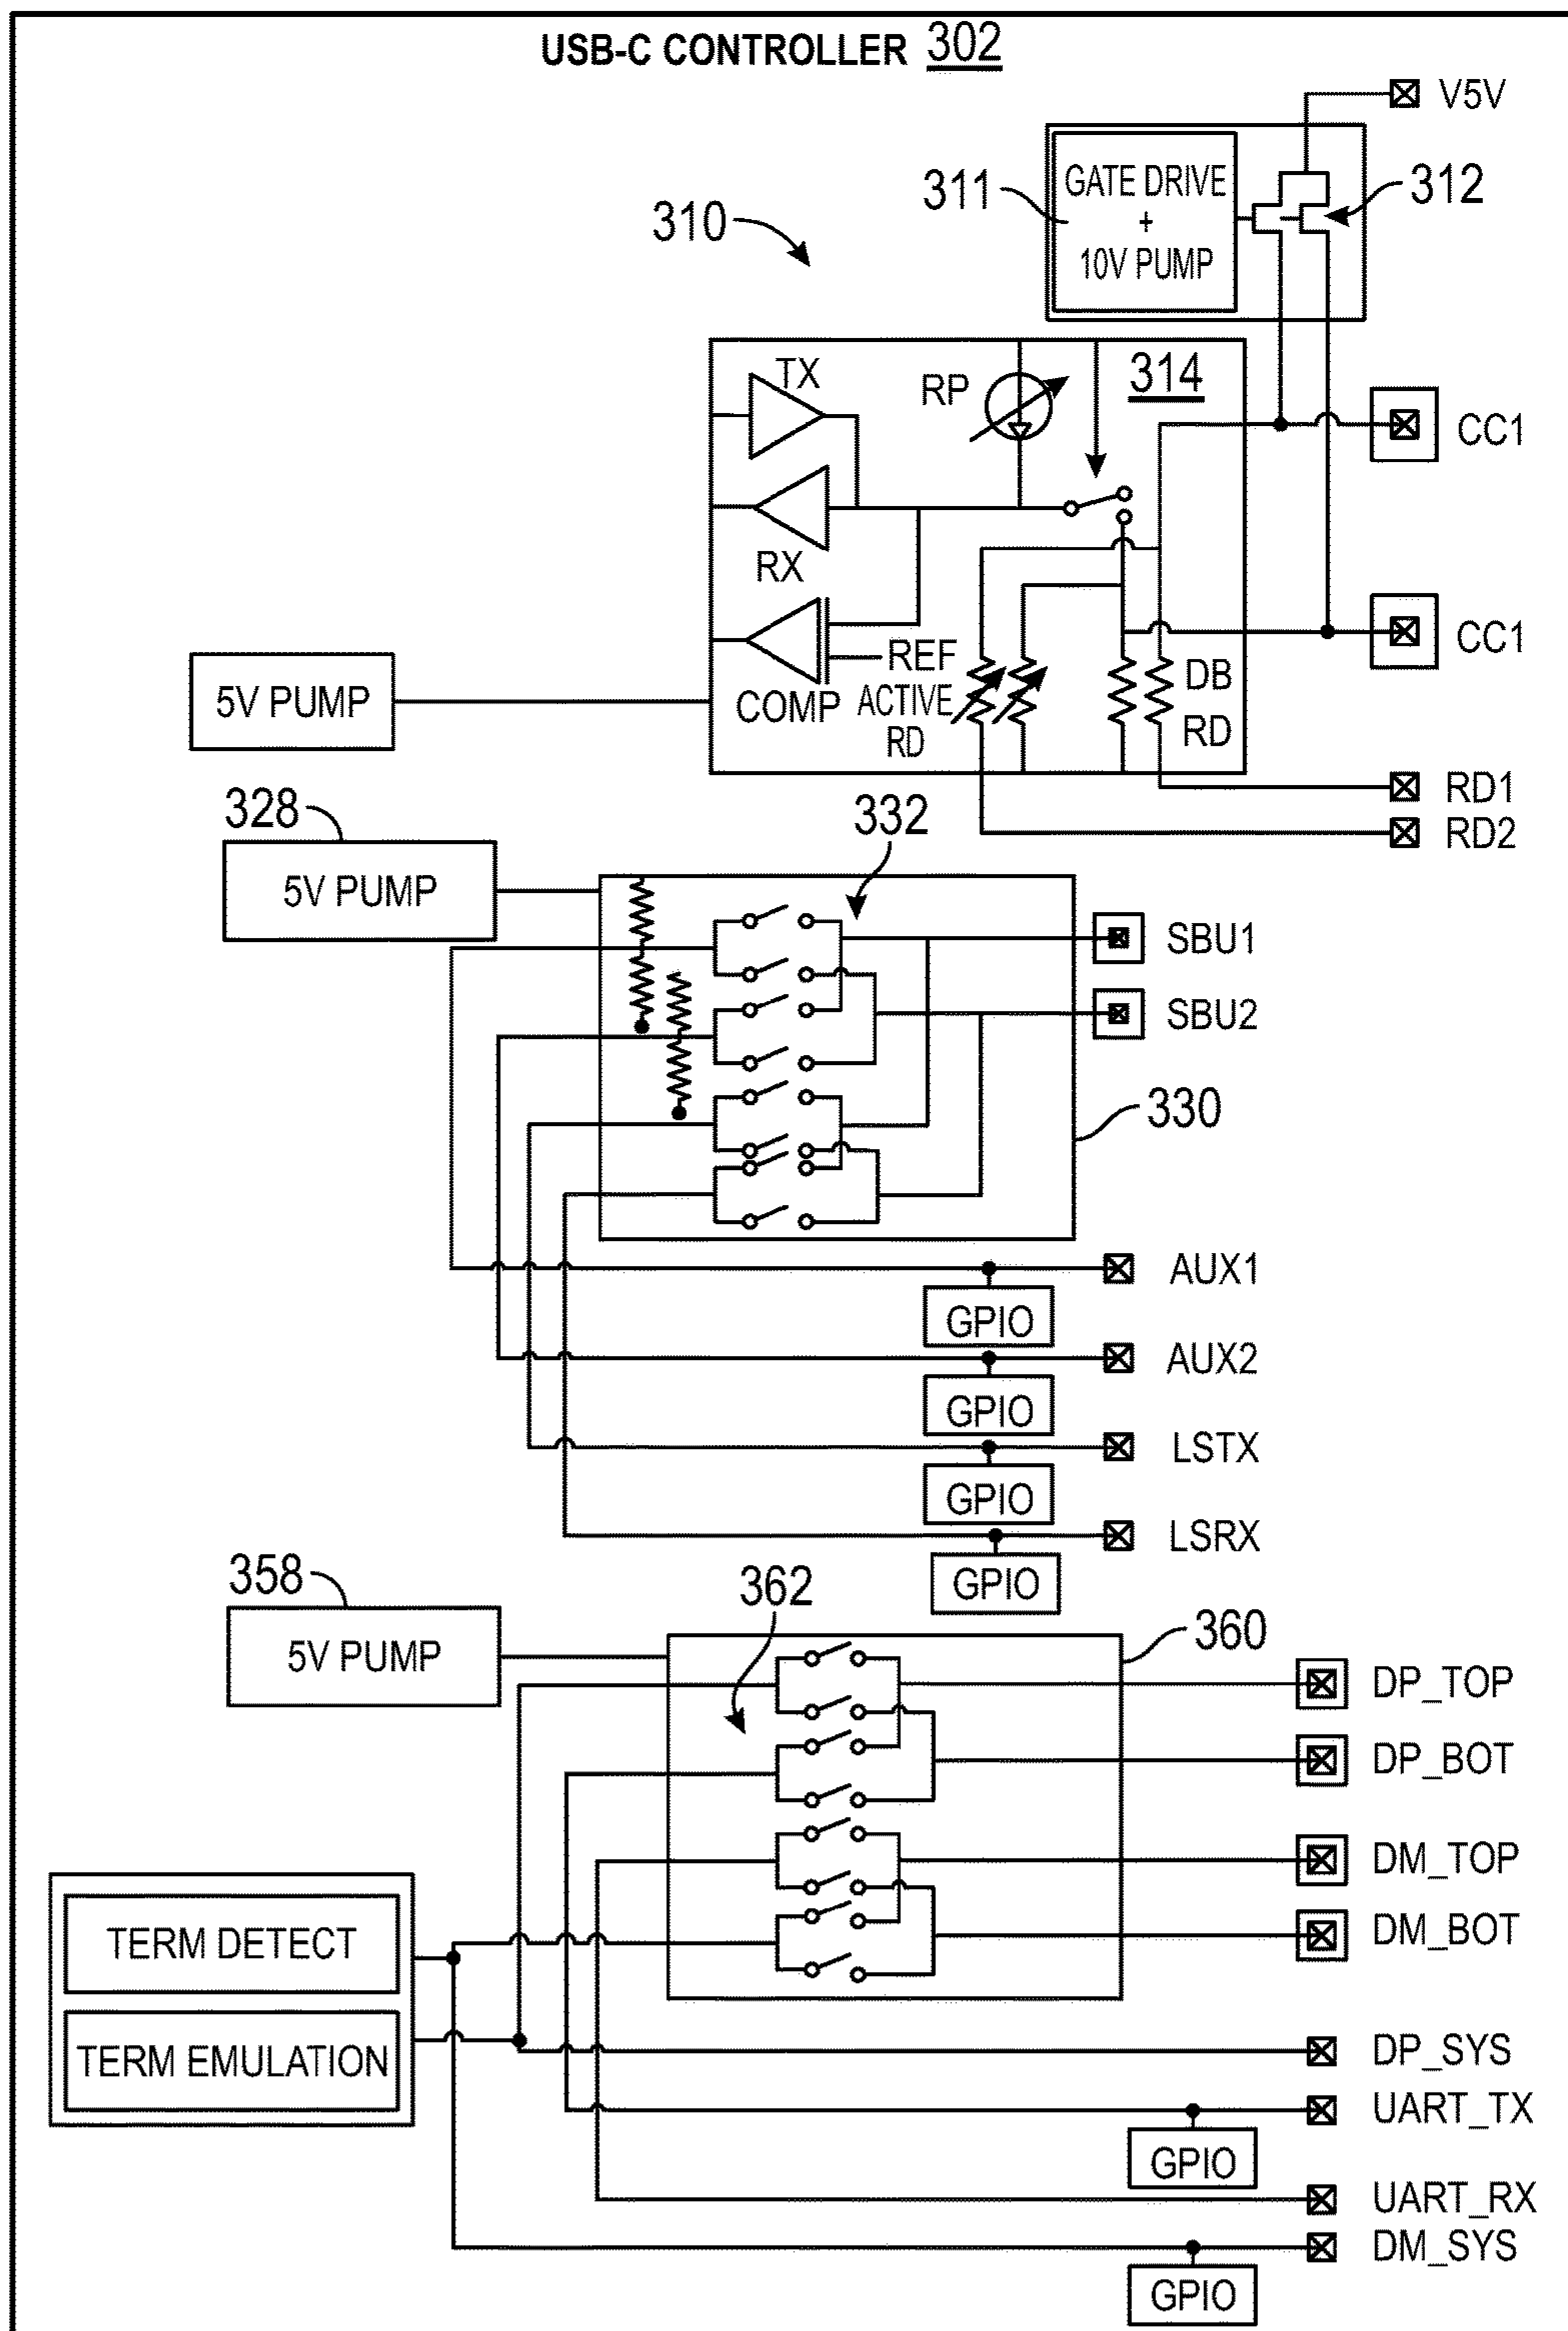 USB-C CONTROLLER 302
V5V
GATE DRIVE
+
10V PUMP
311
312
310
TX
RP
314
CC1
RX
CC1
REF
COMP
ACTIVE
RD
DB
RD
5V PUMP
RD1
RD2
328
5V PUMP
332
SBU1
SBU2
330
AUX1
GPIO
AUX2
GPIO
LSTX
GPIO
LSRX
GPIO
358
5V PUMP
362
360
DP_TOP
DP_BOT
DM_TOP
DM_BOT
TERM DETECT
TERM EMULATION
DP_SYS
UART_TX
GPIO
UART_RX
DM_SYS
GPIO